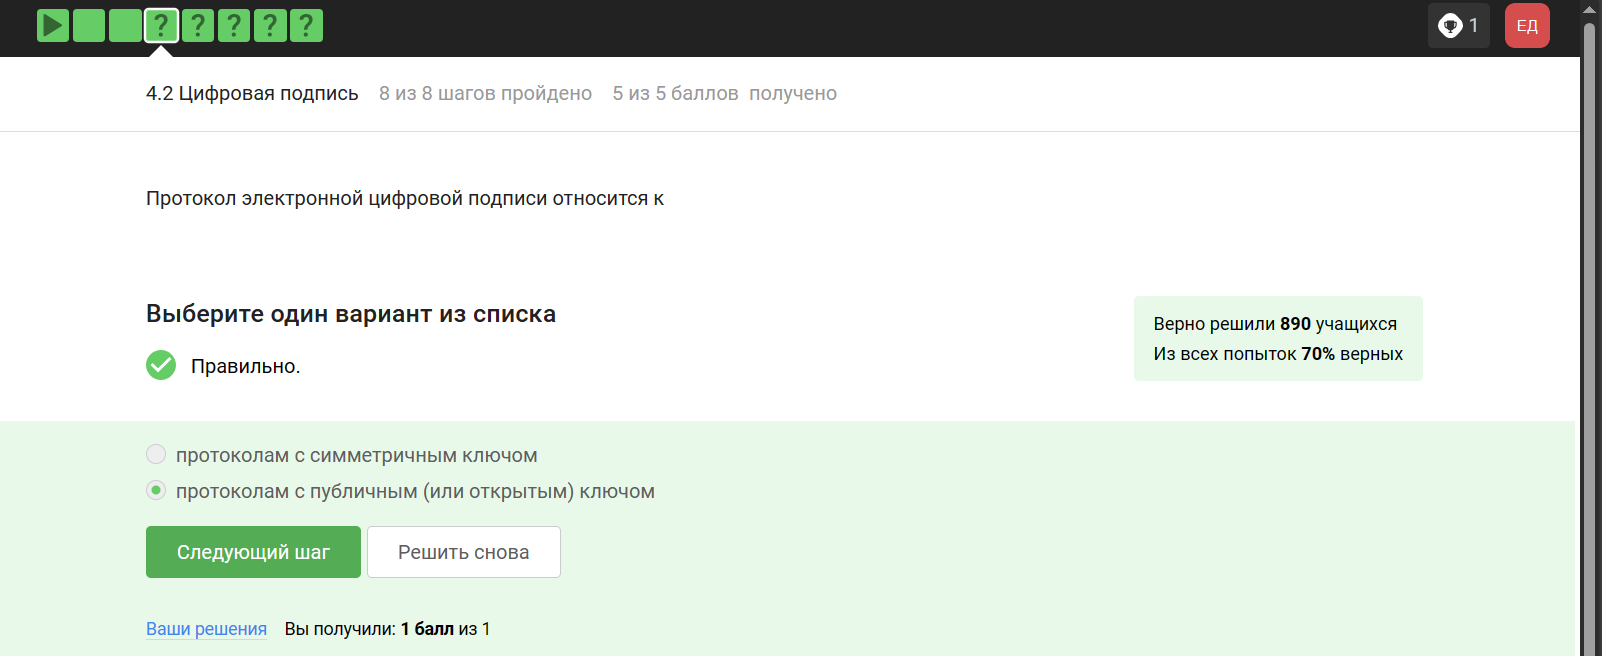 ? ? ? ? ?
1
ЕД
4.2 Цифровая подпись 8 из 8 шагов пройдено 5 из 5 баллов получено
Протокол электронной цифровой подписи относится к
Выберите один вариант из списка
Правильно.
Верно решили 890 учащихся
Из всех попыток 70% верных
протоколам с симметричным ключом
протоколам с публичным (или открытым) ключом
Следующий шаг Решить снова
Ваши решения Вы получили: 1 балл из 1